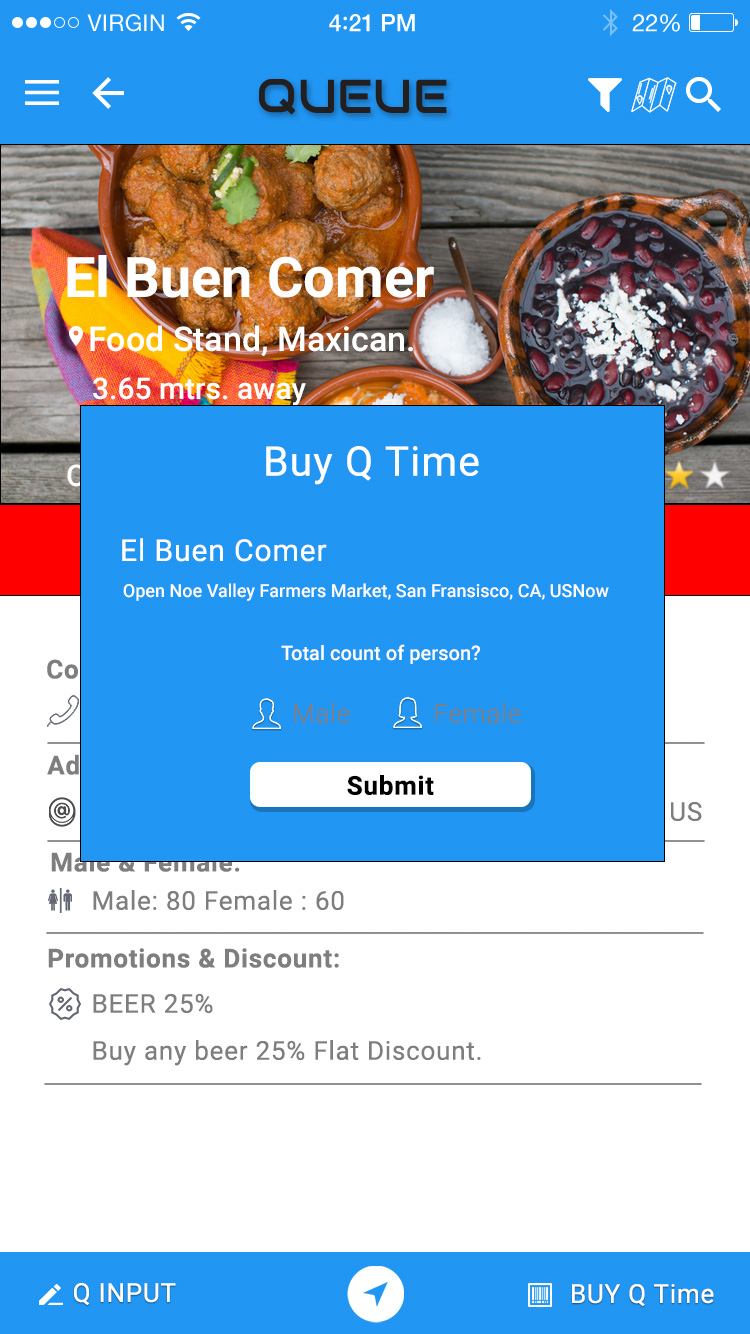 VIRGIN 4:21 PM 22%
QUEUE
El Buen Comer
Food Stand, Maxican.
3.65 mtrs. away
Buy Q Time
El Buen Comer
Open Noe Valley Farmers Market, San Fransisco, CA, USNow
Total count of person?
Co
Male Female
Ad
Submit
US
Male & Female:
Male: 80 Female : 60
Promotions & Discount:
BEER 25%
Buy any beer 25% Flat Discount.
Q INPUT BUY Q Time